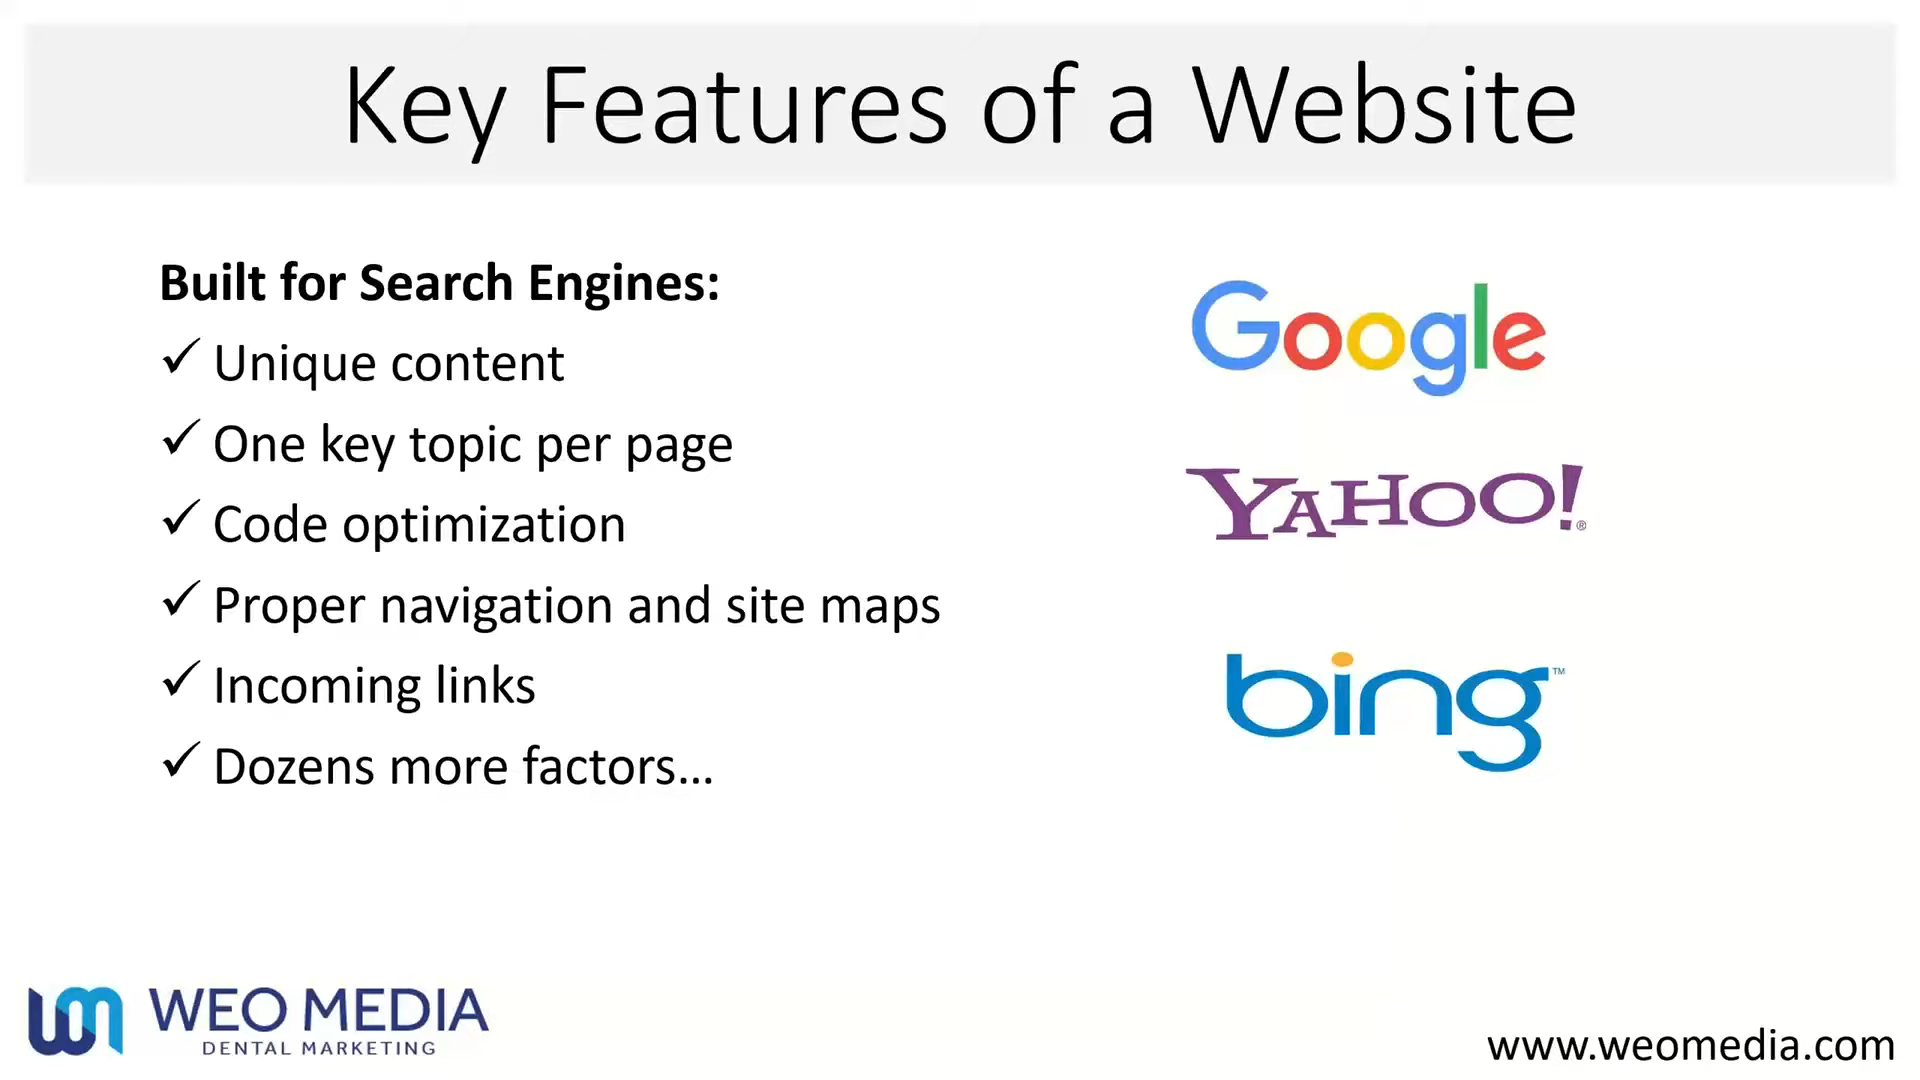 Key Features of a Website
Built for Search Engines:
✓ Unique content
✓ One key topic per page
✓ Code optimization
✓ Proper navigation and site maps
✓ Incoming links
✓ Dozens more factors...
Google
YAHOO!®
bing™
WEO MEDIA
DENTAL MARKETING
www.weomedia.com